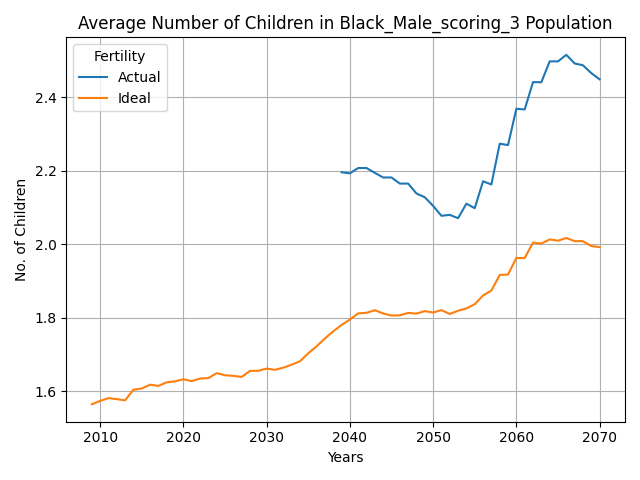 Average Number of Children in Black_Male_scoring_3 Population
Fertility
Actual
Ideal
No. of Children
2.4
2.2
2.0
1.8
1.6
2010 2020 2030 2040 2050 2060 2070
Years